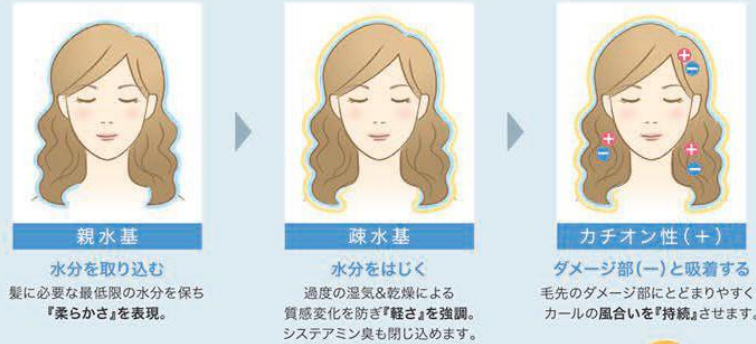 親水基
水分を取り込む
髪に必要な最低限の水分を保ち
『柔らかさ』を表現。
疎水基
水分をはじく
過度の湿気&乾燥による
質感変化を防ぎ『軽さ』を強調。
システアミン臭も閉じ込めます。
カチオン性(+)
ダメージ部(ー)と吸着する
毛先のダメージ部にとどまりやすく
カールの風合いを『持続』させます。